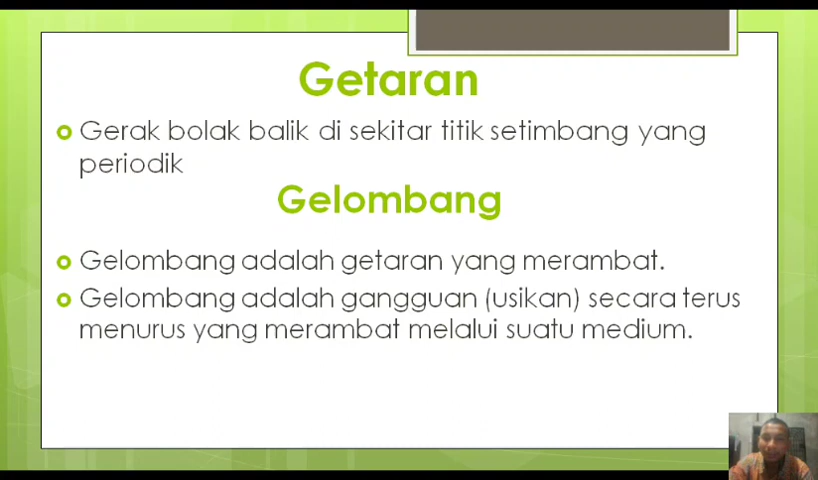 Getaran
Gerak bolak balik di sekitar titik setimbang yang
periodik
Gelombang
Gelombang adalah getaran yang merambat.
Gelombang adalah gangguan (usikan) secara terus
menurus yang merambat melalui suatu medium.